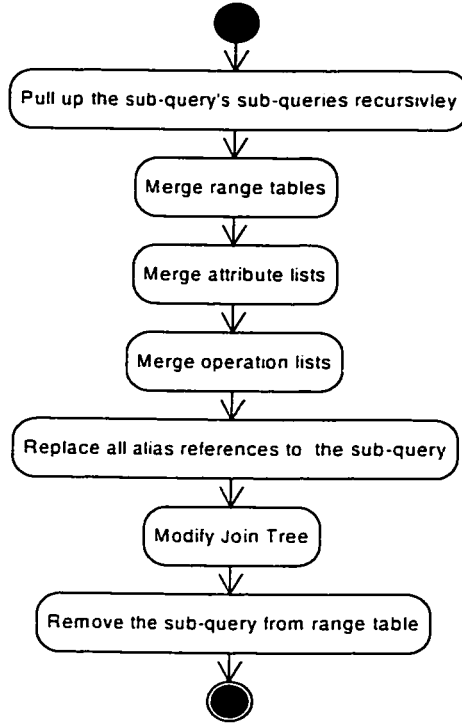 Pull up the sub-query's sub-queries recursivley
Merge range tables
Merge attribute lists
Merge operation lists
Replace all alias references to the sub-query
Modify Join Tree
Remove the sub-query from range table